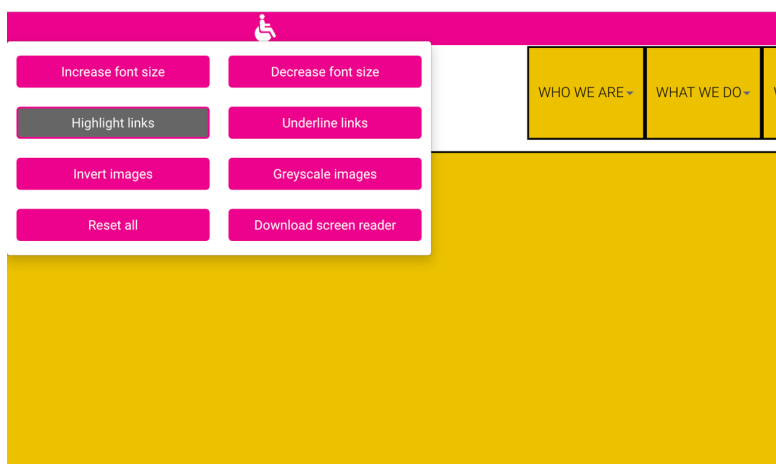 Increase font size
Decrease font size
Highlight links
Underline links
Invert images
Greyscale images
Reset all
Download screen reader
WHO WE ARE
WHAT WE DO